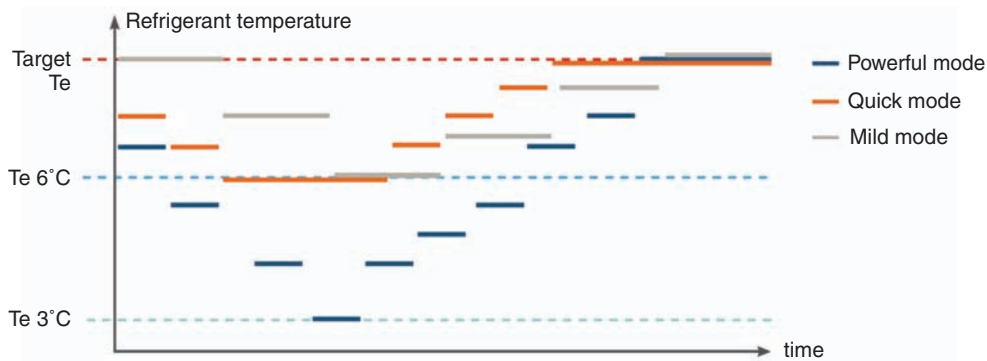 Refrigerant temperature
Target
Te
Te 6˚C
Te 3˚C
time
Powerful mode
Quick mode
Mild mode